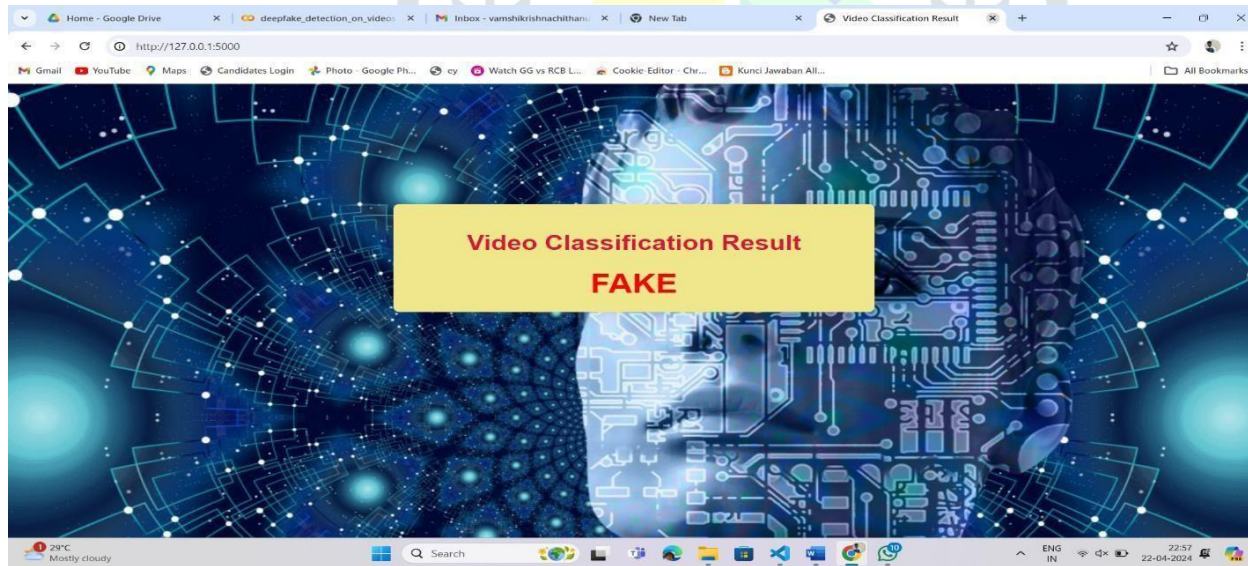 Home - Google Drive
deepfake_detection_on_videos
Inbox - vamshikrishnachithanu
New Tab
Video Classification Result
http://127.0.0.1:5000
Gmail
YouTube
Maps
Candidates Login
Photo - Google Ph...
cy
Watch GG vs RCB L...
Cookie-Editor - Chr...
Kunci Jawaban All...
All Bookmarks
Video Classification Result
FAKE
29°C
Mostly cloudy
Search
ENG
IN
22:57
22-04-2024